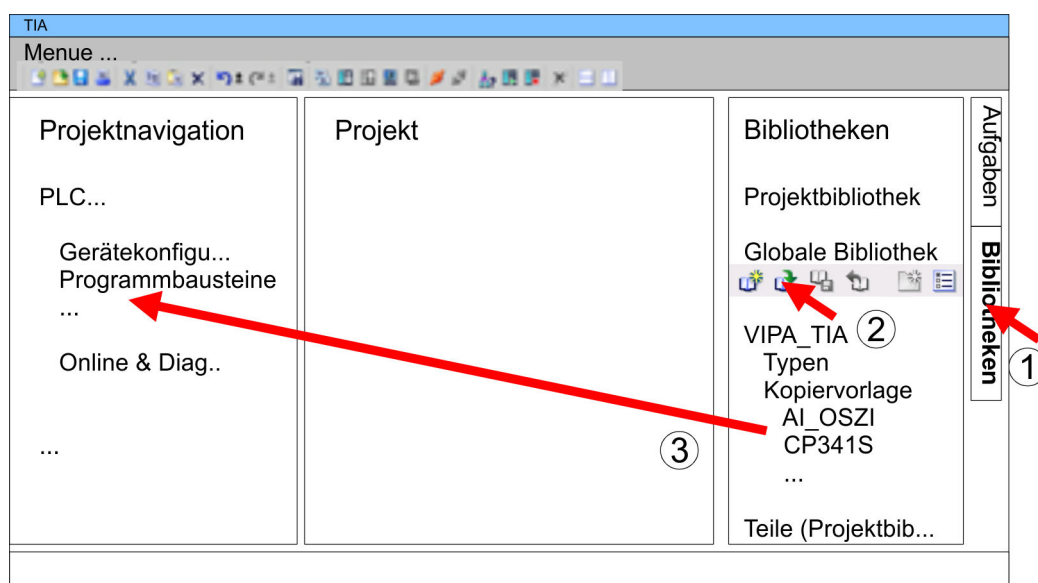 TIA
Menue ...
Projektnavigation
PLC...
Gerätekonfigu...
Programmbausteine
...
Online & Diag..
...
Projekt
③
Bibliotheken
Projektbibliothek
Globale Bibliothek
②
VIPA_TIA
Typen
Kopiervorlage
AI_OSZI
CP341S
...
Teile (Projektbib...
Aufgaben
Bibliotheken
①